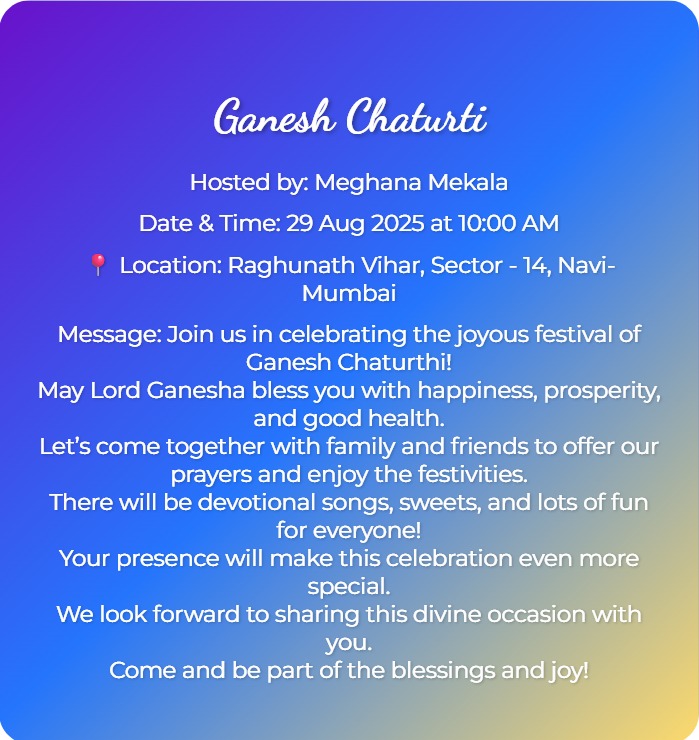 Ganesh Chaturti
Hosted by: Meghana Mekala
Date & Time: 29 Aug 2025 at 10:00 AM
📍 Location: Raghunath Vihar, Sector - 14, Navi-
Mumbai
Message: Join us in celebrating the joyous festival of
Ganesh Chaturthi!
May Lord Ganesha bless you with happiness, prosperity,
and good health.
Let’s come together with family and friends to offer our
prayers and enjoy the festivities.
There will be devotional songs, sweets, and lots of fun
for everyone!
Your presence will make this celebration even more
special.
We look forward to sharing this divine occasion with
you.
Come and be part of the blessings and joy!